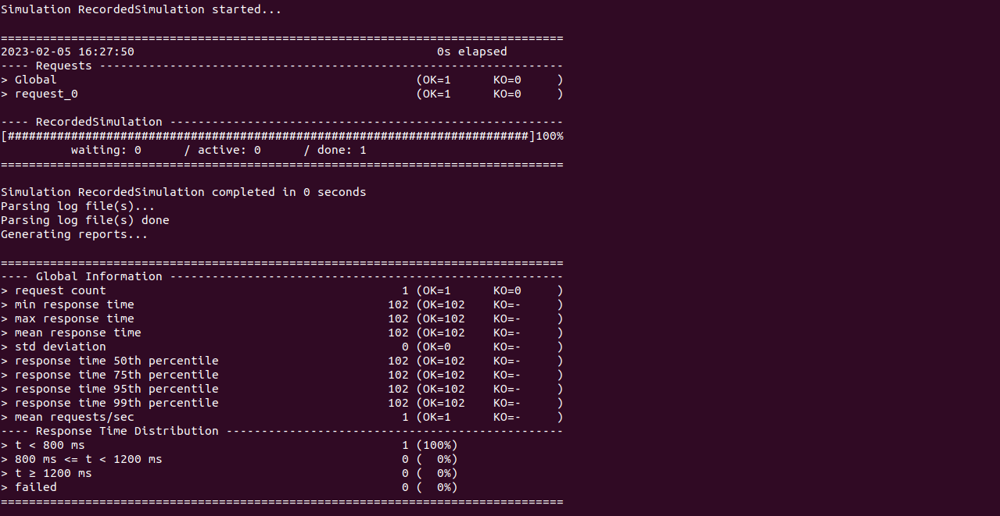 Simulation RecordedSimulation started...
================================================================================
2023-02-05 16:27:50                                           0s elapsed
---- Requests ------------------------------------------------------------------
> Global                                                   (OK=1      KO=0     )
> request_0                                                (OK=1      KO=0     )
---- RecordedSimulation --------------------------------------------------------
[##########################################################################]100%
          waiting: 0      / active: 0      / done: 1
================================================================================
Simulation RecordedSimulation completed in 0 seconds
Parsing log file(s)...
Parsing log file(s) done
Generating reports...
================================================================================
---- Global Information --------------------------------------------------------
> request count                                          1 (OK=1      KO=0     )
> min response time                                    102 (OK=102    KO=-     )
> max response time                                    102 (OK=102    KO=-     )
> mean response time                                   102 (OK=102    KO=-     )
> std deviation                                          0 (OK=0      KO=-     )
> response time 50th percentile                        102 (OK=102    KO=-     )
> response time 75th percentile                        102 (OK=102    KO=-     )
> response time 95th percentile                        102 (OK=102    KO=-     )
> response time 99th percentile                        102 (OK=102    KO=-     )
> mean requests/sec                                      1 (OK=1      KO=-     )
---- Response Time Distribution ------------------------------------------------
> t < 800 ms                                             1 (100%)
> 800 ms <= t < 1200 ms                                  0 (  0%)
> t ≥ 1200 ms                                            0 (  0%)
> failed                                                 0 (  0%)
================================================================================